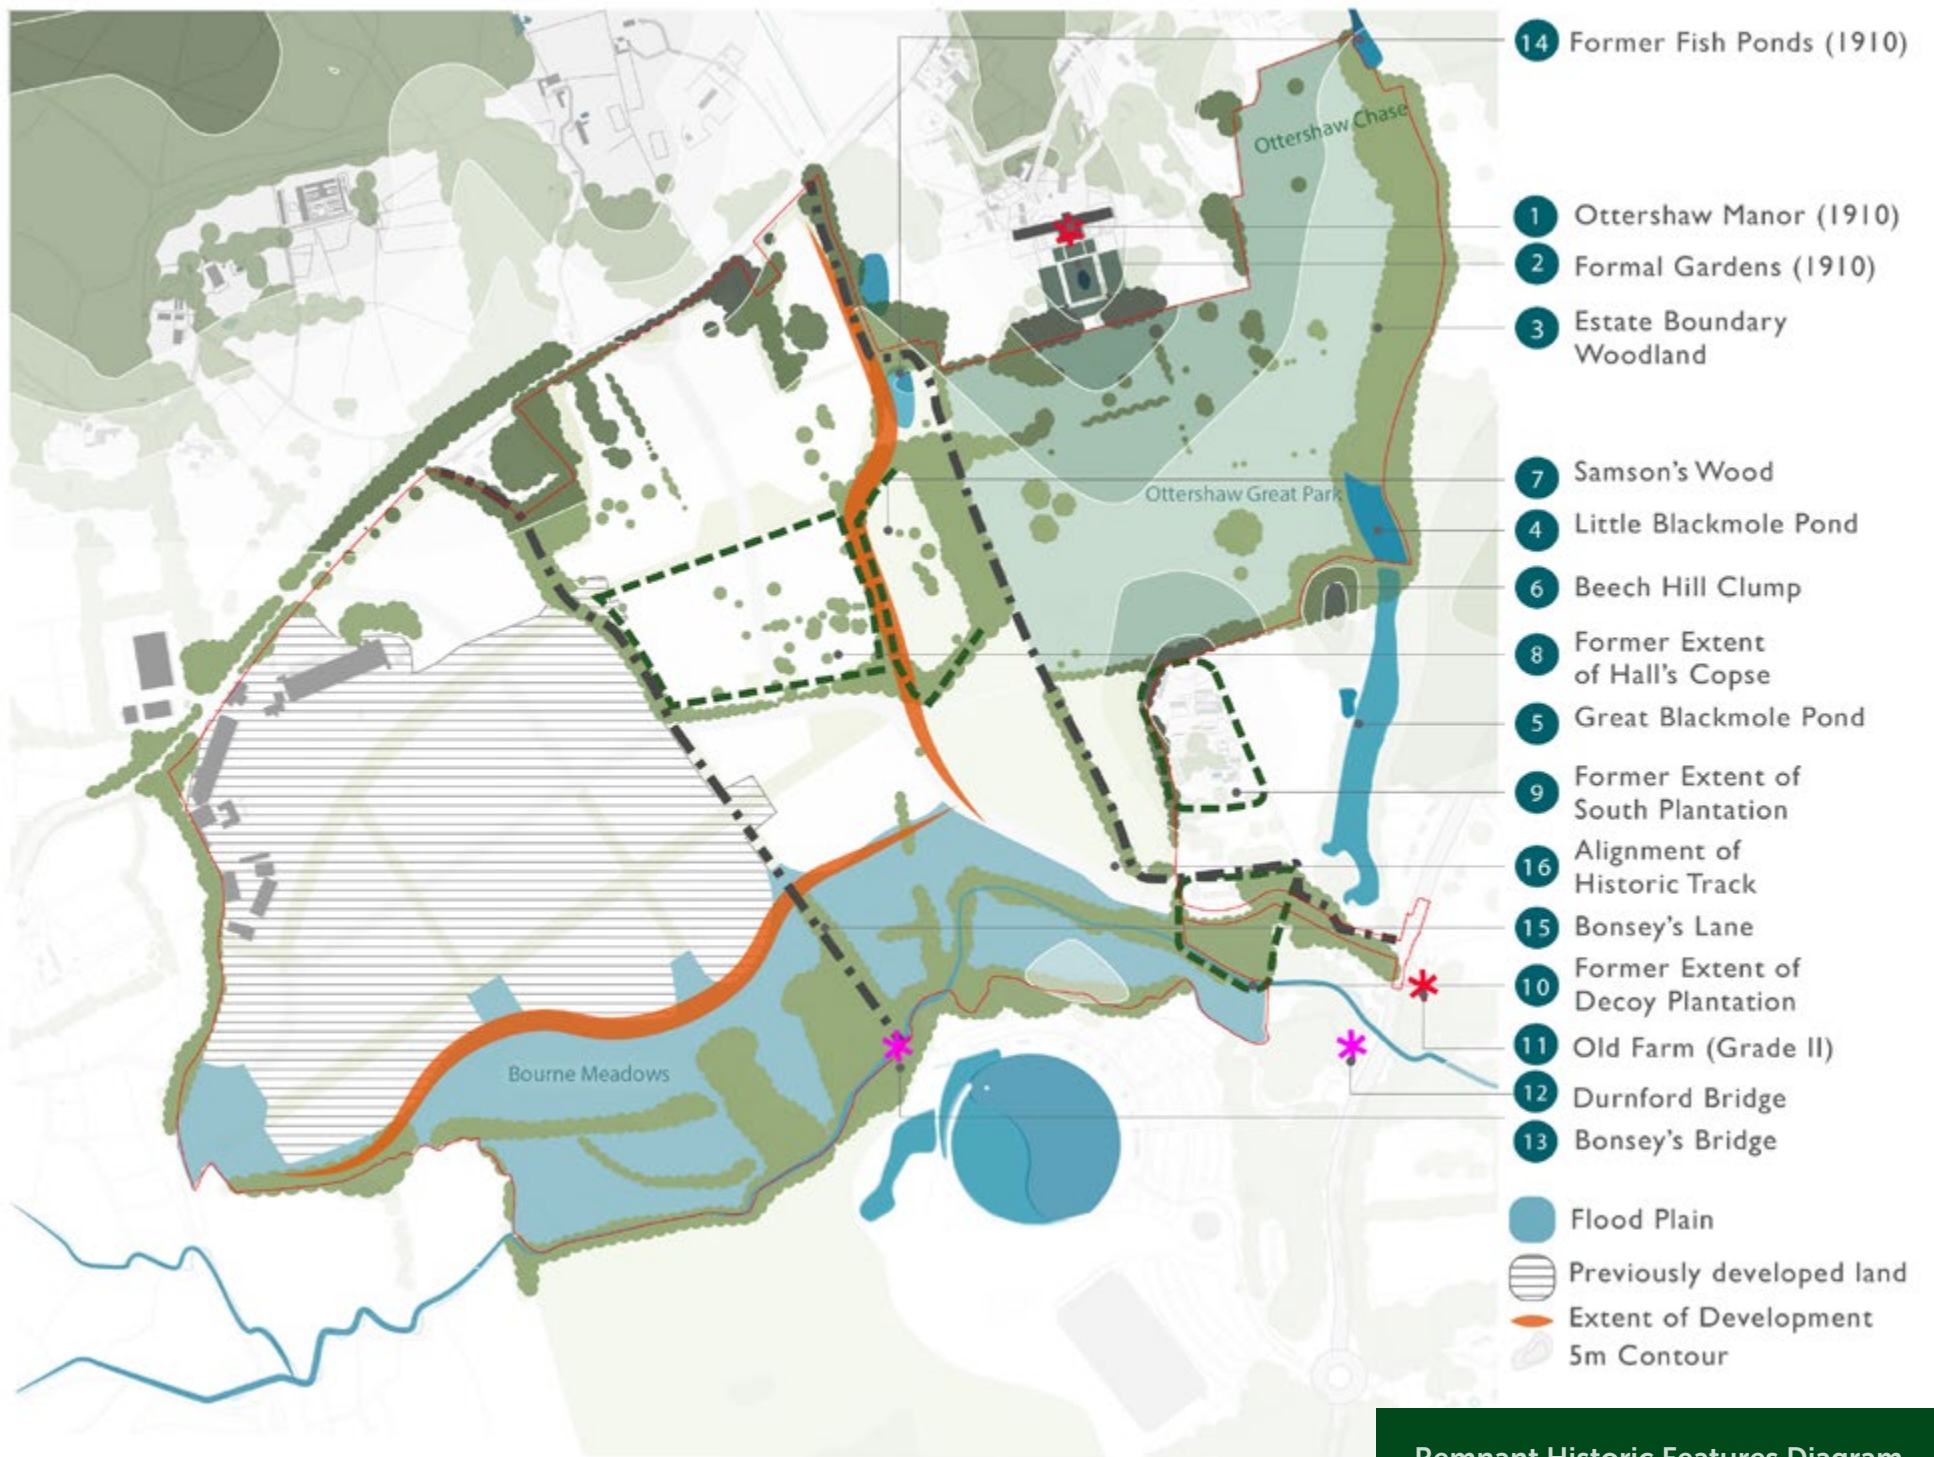 14 Former Fish Ponds (1910)
Ottershaw Chase
1 Ottershaw Manor (1910)
2 Formal Gardens (1910)
3 Estate Boundary
Woodland
7 Samson's Wood
Ottershaw Great Park
4 Little Blackmole Pond
6 Beech Hill Clump
8 Former Extent
of Hall's Copse
5 Great Blackmole Pond
9 Former Extent of
South Plantation
16 Alignment of
Historic Track
15 Bonsey's Lane
10 Former Extent of
Decoy Plantation
11 Old Farm (Grade II)
Bourne Meadows
12 Durnford Bridge
13 Bonsey's Bridge
Flood Plain
Previously developed land
Extent of Development
5m Contour
Remnant Historic Features Diagram